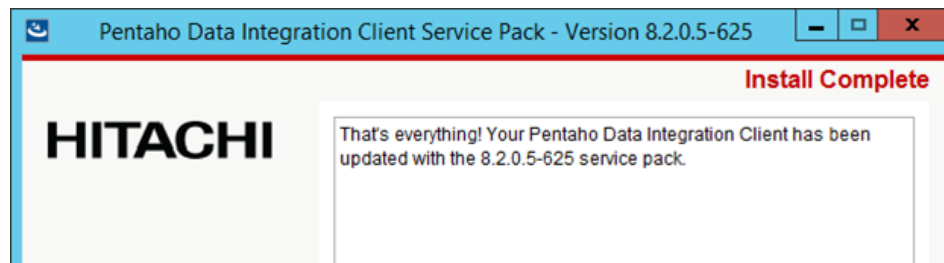 Pentaho Data Integration Client Service Pack - Version 8.2.0.5-625
Install Complete
HITACHI
That's everything! Your Pentaho Data Integration Client has been
updated with the 8.2.0.5-625 service pack.